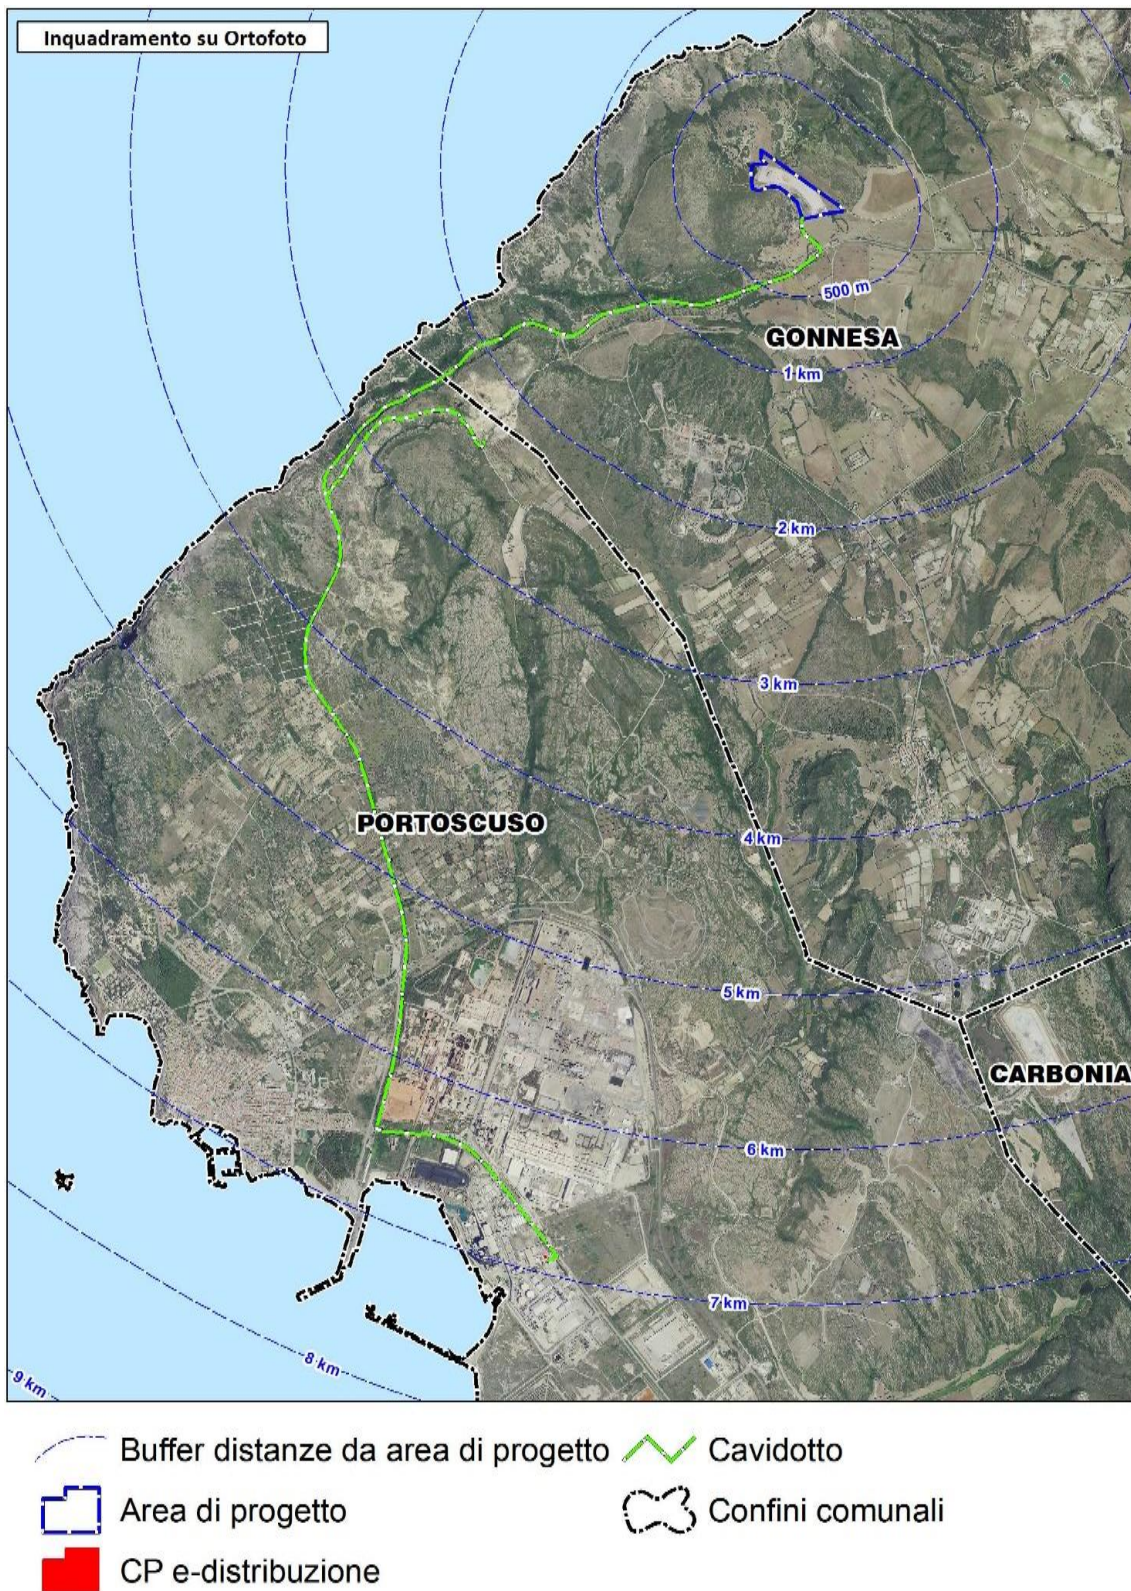 Inquadramento su Ortofoto
500 m
GONNESA
1 km
2 km
3 km
PORTOSCUSO
4 km
5 km
CARBONIA
6 km
7 km
8 km
9 km
Buffer distanze da area di progetto
Cavidotto
Area di progetto
Confini comunali
CP e-distribuzione